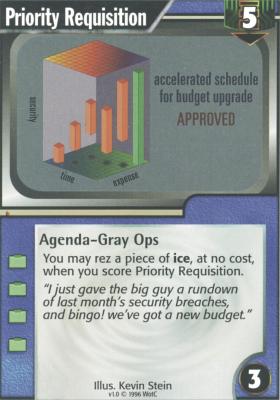 Priority Requisition
5
accelerated schedule
for budget upgrade
APPROVED
security
time
expense
Agenda-Gray Ops
You may rez a piece of ice, at no cost,
when you score Priority Requisition.
"I just gave the big guy a rundown
of last month's security breaches,
and bingo! we've got a new budget."
3
Illus. Kevin Stein
v1.0 © 1996 WotC